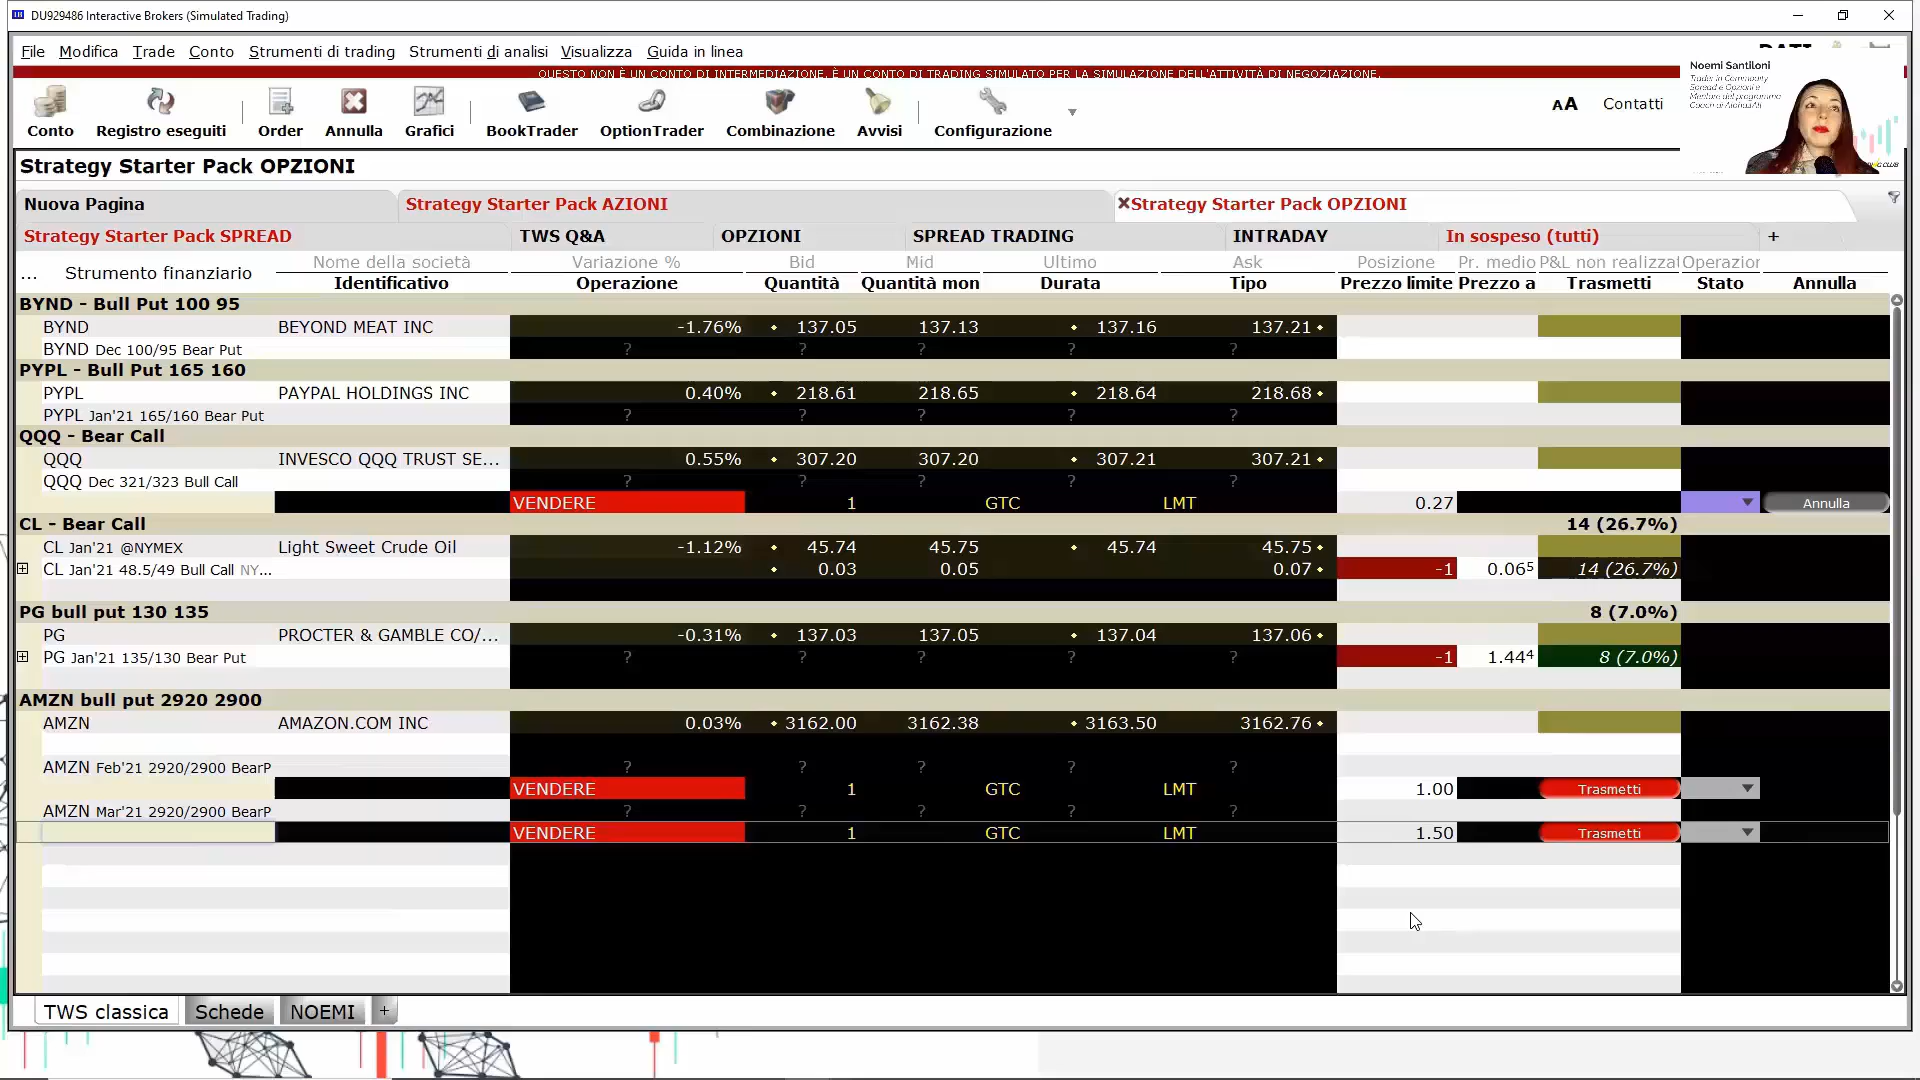 DU929486 Interactive Brokers (Simulated Trading)
File Modifica Trade Conto Strumenti di trading Strumenti di analisi Visualizza Guida in linea
QUESTO NON È UN CONTO DI INTERMEDIAZIONE. È UN CONTO DI TRADING SIMULATO PER LA SIMULAZIONE DELL'ATTIVITÀ DI NEGOZIAZIONE.
Noemi Santiloni
Trader in Commodity
Spread e Opzioni e
Mentore del programma
Conto Registro eseguiti Order Annulla Grafici BookTrader OptionTrader Combinazione Avvisi Configurazione
AA Contatti
Strategy Starter Pack OPZIONI
Nuova Pagina Strategy Starter Pack AZIONI Strategy Starter Pack OPZIONI
Strategy Starter Pack SPREAD TWS Q&A OPZIONI SPREAD TRADING INTRADAY In sospeso (tutti) +
... Strumento finanziario Nome della società Variazione % Bid Mid Ultimo Ask Posizione Pr. medio P&L non realizzat Operazior
Identificativo Operazione Quantità Quantità mon Durata Tipo Prezzo limite Prezzo a Trasmetti Stato Annulla
BYND - Bull Put 100 95
BYND BEYOND MEAT INC -1.76% 137.05 137.13 137.16 137.21
BYND Dec 100/95 Bear Put ? ? ? ? ?
PYPL - Bull Put 165 160
PYPL PAYPAL HOLDINGS INC 0.40% 218.61 218.65 218.64 218.68
PYPL Jan'21 165/160 Bear Put ? ? ? ? ?
QQQ - Bear Call
QQQ INVESCO QQQ TRUST SE... 0.55% 307.20 307.20 307.21 307.21
QQQ Dec 321/323 Bull Call ? ? ? ? ?
VENDERE 1 GTC LMT 0.27 Annulla
CL - Bear Call 14 (26.7%)
CL Jan'21 @NYMEX Light Sweet Crude Oil -1.12% 45.74 45.75 45.74 45.75
CL Jan'21 48.5/49 Bull Call NY... 0.03 0.05 0.07 -1 0.06⁵ 14 (26.7%)
PG bull put 130 135 8 (7.0%)
PG PROCTER & GAMBLE CO/... -0.31% 137.03 137.05 137.04 137.06
PG Jan'21 135/130 Bear Put ? ? ? ? ? -1 1.44⁴ 8 (7.0%)
AMZN bull put 2920 2900
AMZN AMAZON.COM INC 0.03% 3162.00 3162.38 3163.50 3162.76
AMZN Feb'21 2920/2900 BearP ? ? ? ? ?
VENDERE 1 GTC LMT 1.00 Trasmetti
AMZN Mar'21 2920/2900 BearP ? ? ? ? ?
VENDERE 1 GTC LMT 1.50 Trasmetti
TWS classica Schede NOEMI +